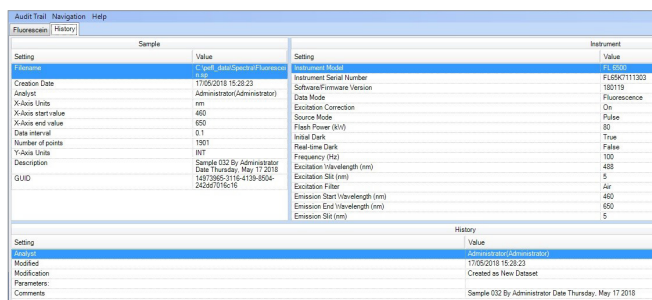 Audit Trail Navigation Help
Fluorescein History
Sample
Setting Value
Filename C:\pefl_data\Spectra\Fluorescei
n.sp
Creation Date 17/05/2018 15:28:23
Analyst Administrator(Administrator)
X-Axis Units nm
X-Axis start value 460
X-Axis end value 650
Data interval 0.1
Number of points 1901
Y-Axis Units INT
Description Sample 032 By Administrator
Date Thursday, May 17 2018
GUID 14973965-3116-4139-8504-
242dd7016c16
Instrument
Setting Value
Instrument Model FL 6500
Instrument Serial Number FL65K7111303
Software/Firmware Version 180119
Data Mode Fluorescence
Excitation Correction On
Source Mode Pulse
Flash Power (kW) 80
Initial Dark True
Real-time Dark False
Frequency (Hz) 100
Excitation Wavelength (nm) 488
Excitation Slit (nm) 5
Excitation Filter Air
Emission Start Wavelength (nm) 460
Emission End Wavelength (nm) 650
Emission Slit (nm) 5
History
Setting Value
Analyst Administrator(Administrator)
Modified 17/05/2018 15:28:23
Modification Created as New Dataset
Parameters:
Comments Sample 032 By Administrator Date Thursday, May 17 2018